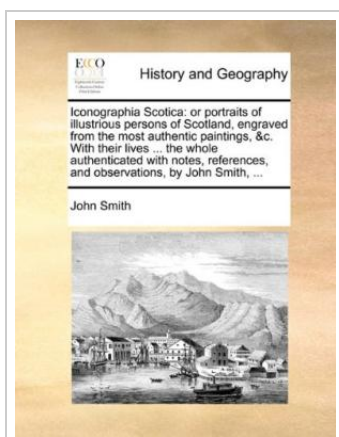 ECCO
History and Geography
Iconographia Scotica: or portraits of
illustrious persons of Scotland, engraved
from the most authentic paintings, &c.
With their lives ... the whole
authenticated with notes, references,
and observations, by John Smith, ...
John Smith